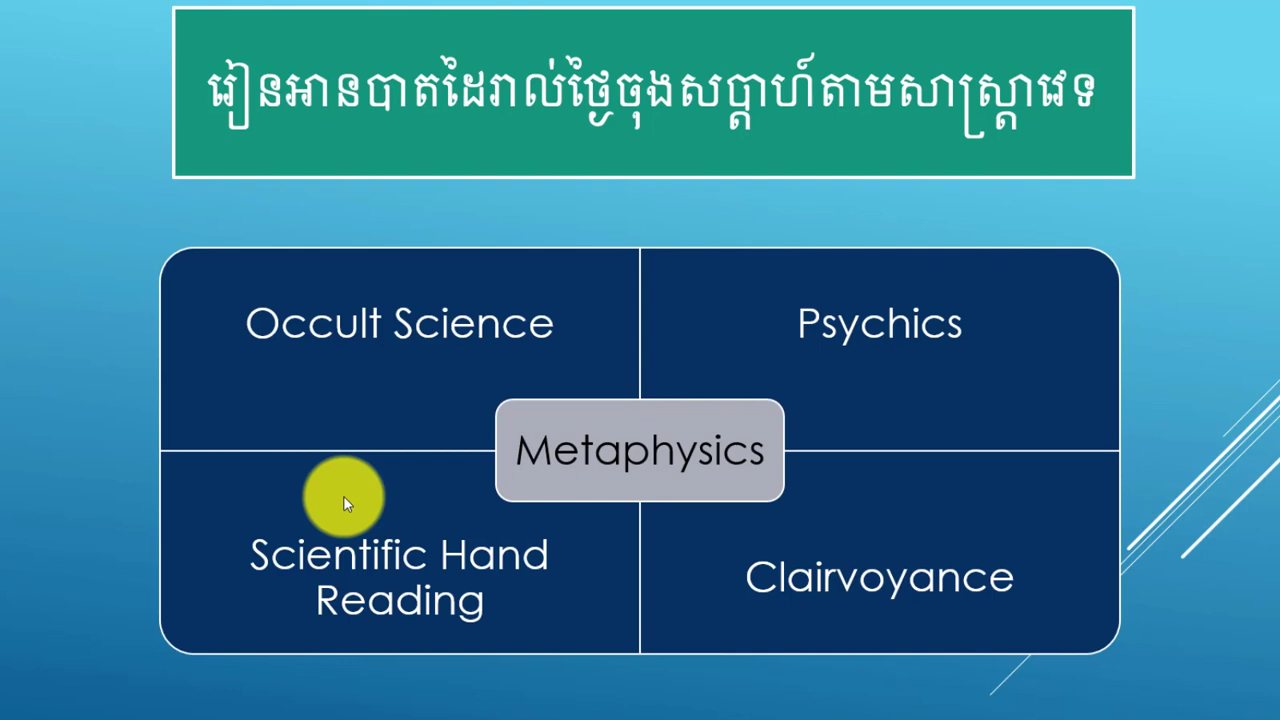 រៀនអានបាតដៃរាល់ថ្ងៃចុងសប្តាហ៍តាមសាស្ត្រាវេទ
Occult Science
Psychics
Metaphysics
Scientific Hand
Reading
Clairvoyance